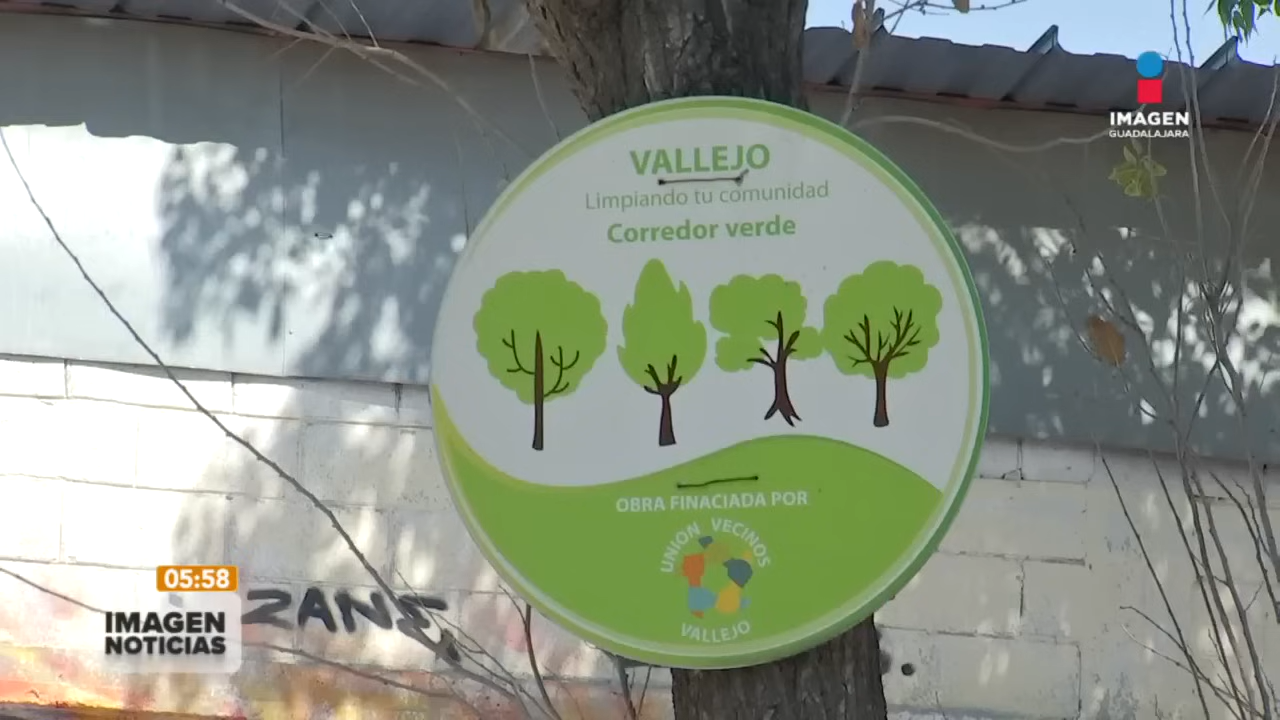 IMAGEN
GUADALAJARA
VALLEJO
Limpiando tu comunidad
Corredor verde
OBRA FINACIADA POR
UNION VECINOS
VALLEJO
05:58
IMAGEN
NOTICIAS
ZANE